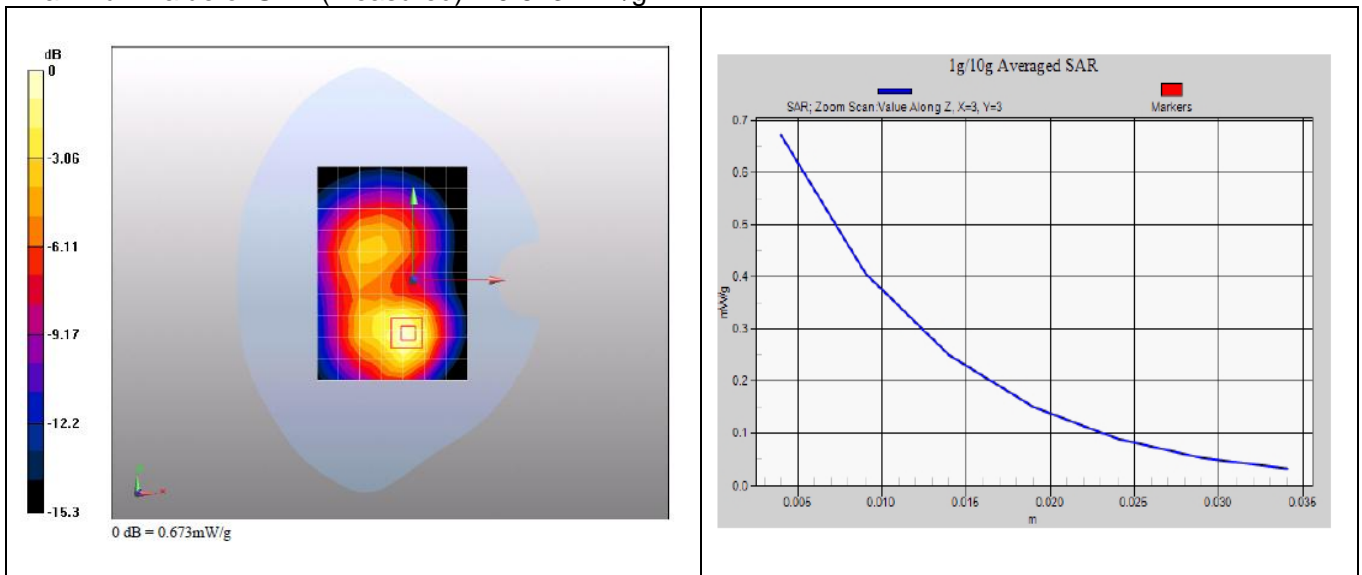 dB
0
-3.06
-6.11
-9.17
-12.2
-15.3
0 dB = 0.673mW/g
1g/10g Averaged SAR
SAR; Zoom Scan:Value Along Z, X=3, Y=3
Markers
0.7
0.6
0.5
0.4
0.3
0.2
0.1
0.0
mW/g
0.005 0.010 0.015 0.020 0.025 0.030 0.035
m